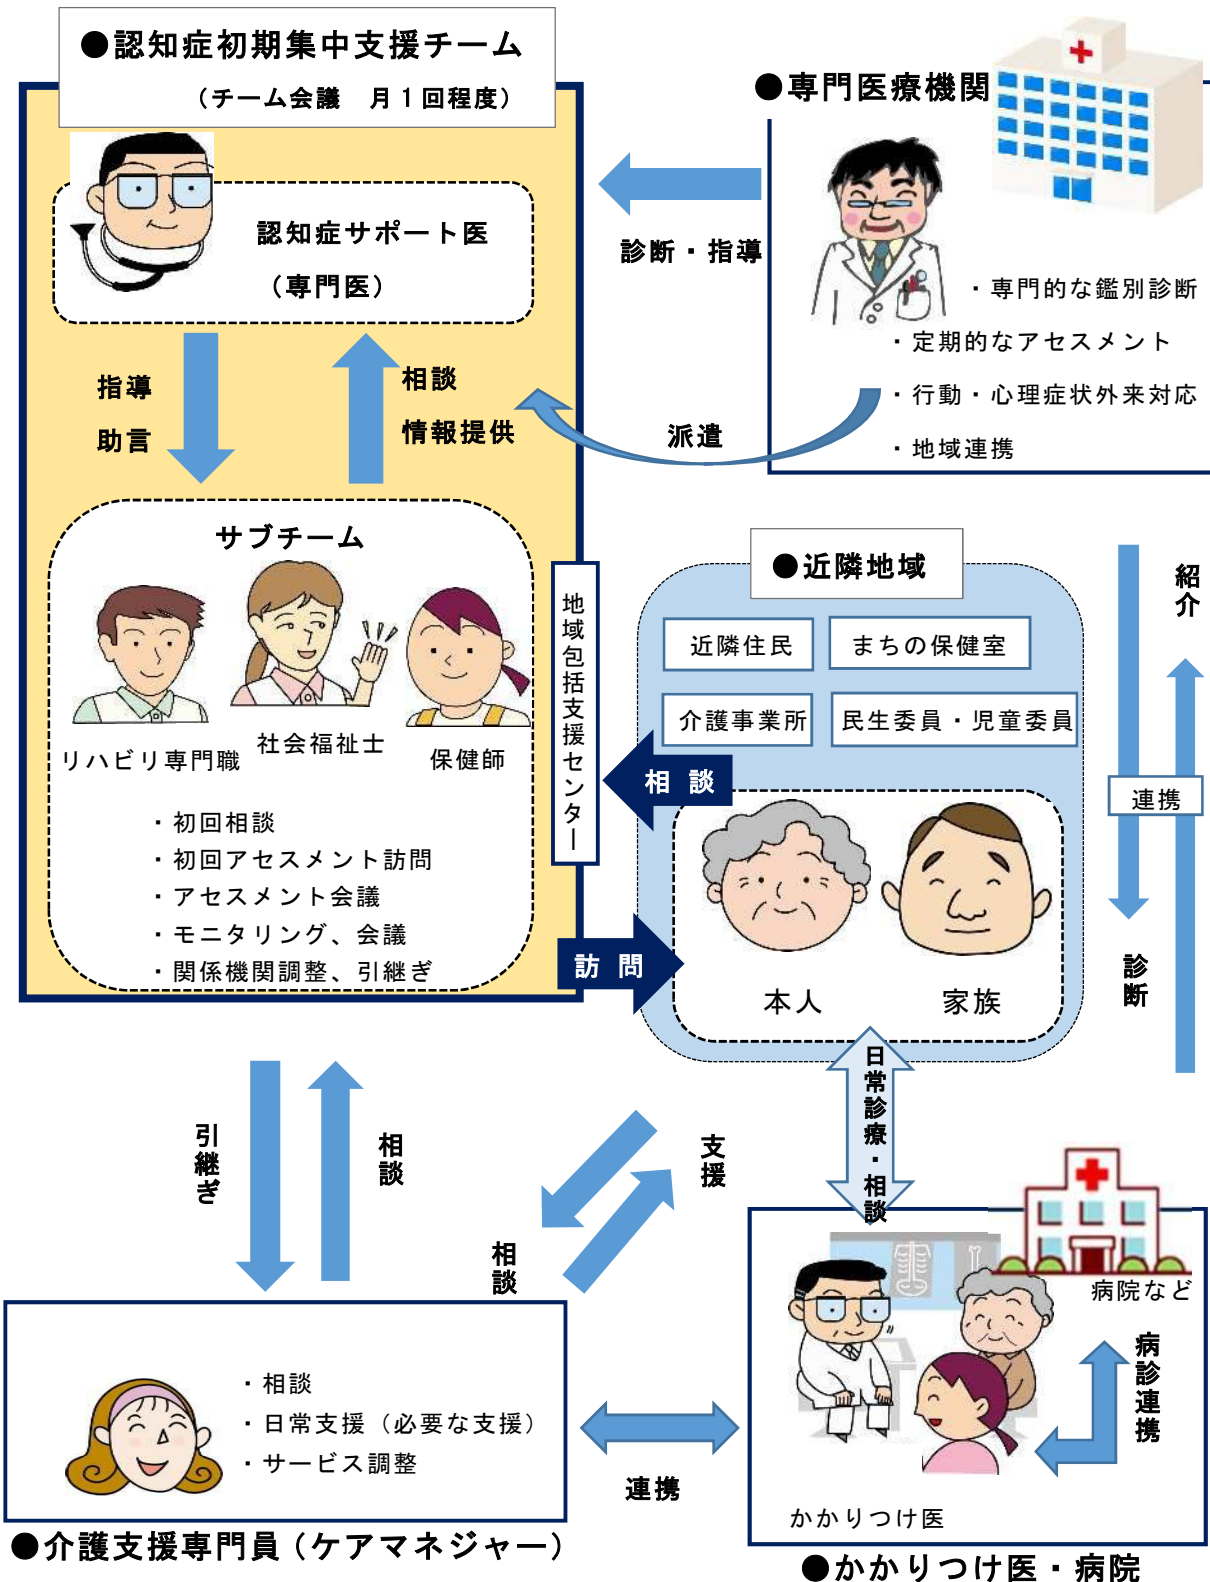 ●認知症初期集中支援チーム
（チーム会議　月１回程度）
認知症サポート医
（専門医）
指導
助言
相談
情報提供
サブチーム
リハビリ専門職
社会福祉士
保健師
・初回相談
・初回アセスメント訪問
・アセスメント会議
・モニタリング、会議
・関係機関調整、引継ぎ
地域包括支援センター
●専門医療機関
診断・指導
・専門的な鑑別診断
・定期的なアセスメント
・行動・心理症状外来対応
・地域連携
派遣
●近隣地域
近隣住民
まちの保健室
介護事業所
民生委員・児童委員
相談
訪問
本人
家族
紹介
連携
診断
日常診療・相談
引継ぎ
相談
支援
相談
・相談
・日常支援（必要な支援）
・サービス調整
●介護支援専門員（ケアマネジャー）
連携
病院など
病診連携
かかりつけ医
●かかりつけ医・病院